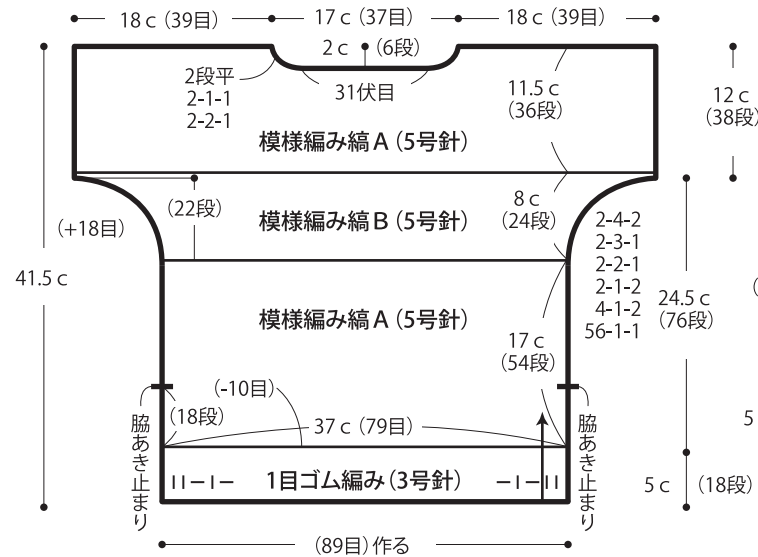 18 c (39目)
17 c (37目)
18 c (39目)
2 c (6段)
2段平
2-1-1
2-2-1
31伏目
11.5 c
(36段)
12 c
(38段)
模様編み縞A (5号針)
(22段)
(+18目)
模様編み縞B (5号針)
8 c
(24段)
2-4-2
2-3-1
2-2-1
2-1-2
4-1-2
56-1-1
24.5 c
(76段)
(
41.5 c
模様編み縞A (5号針)
17 c
(54段)
(-10目)
(18段)
37 c (79目)
脇あき止まり
脇あき止まり
5
1目ゴム編み (3号針)
5 c (18段)
(89目) 作る